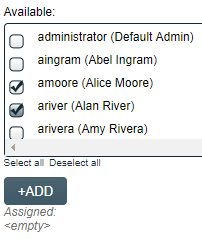 Available:
administrator (Default Admin)
aingram (Abel Ingram)
amoore (Alice Moore)
ariver (Alan River)
arivera (Amy Rivera)
Select all Deselect all
+ADD
Assigned:
<empty>